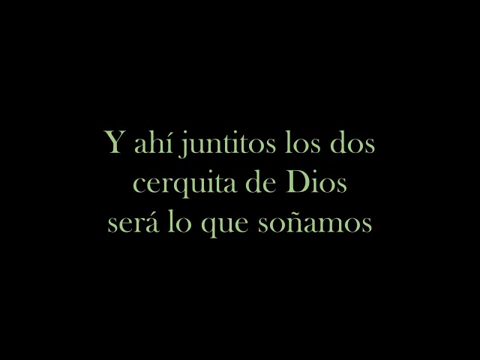 Y ahí juntitos los dos
cerquita de Dios
será lo que soñamos